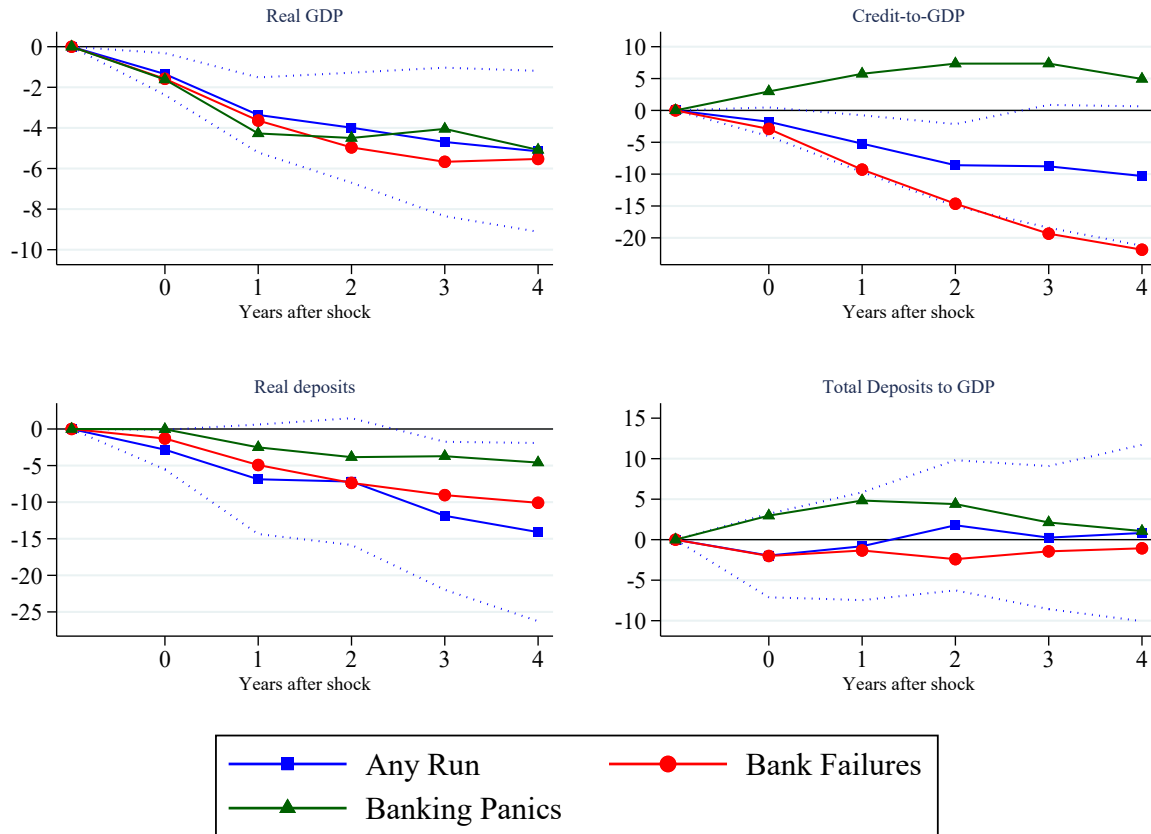 Real GDP
0
-2
-4
-6
-8
-10
0 1 2 3 4
Years after shock
Credit-to-GDP
10
5
0
-5
-10
-15
-20
0 1 2 3 4
Years after shock
Real deposits
0
-5
-10
-15
-20
-25
0 1 2 3 4
Years after shock
Total Deposits to GDP
15
10
5
0
-5
-10
0 1 2 3 4
Years after shock
Any Run
Bank Failures
Banking Panics